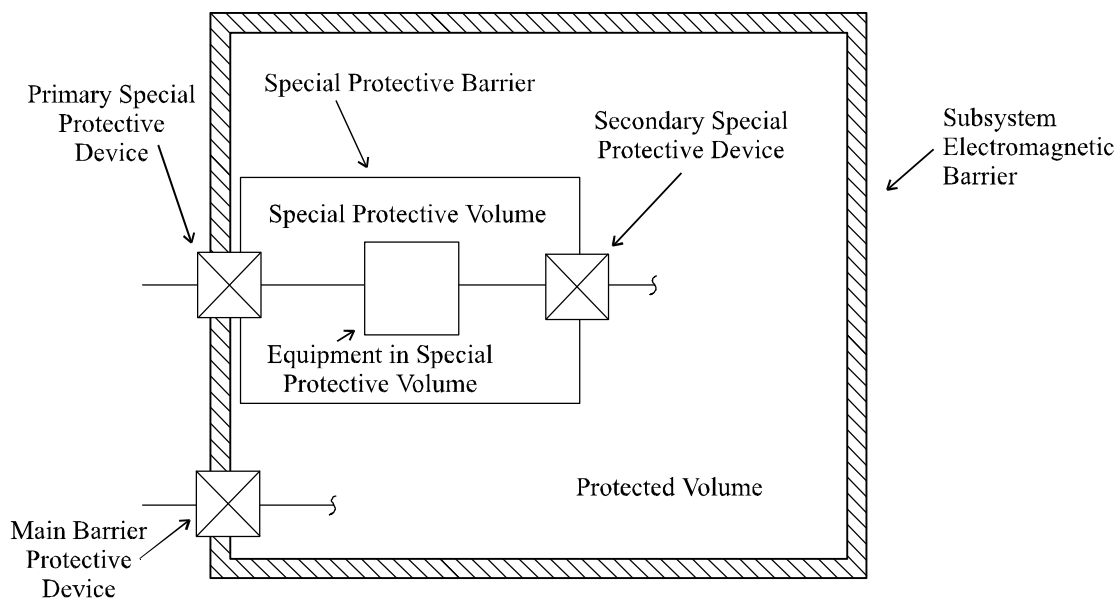 Primary Special
Protective
Device
Special Protective Barrier
Secondary Special
Protective Device
Subsystem
Electromagnetic
Barrier
Special Protective Volume
Equipment in Special
Protective Volume
Protected Volume
Main Barrier
Protective
Device